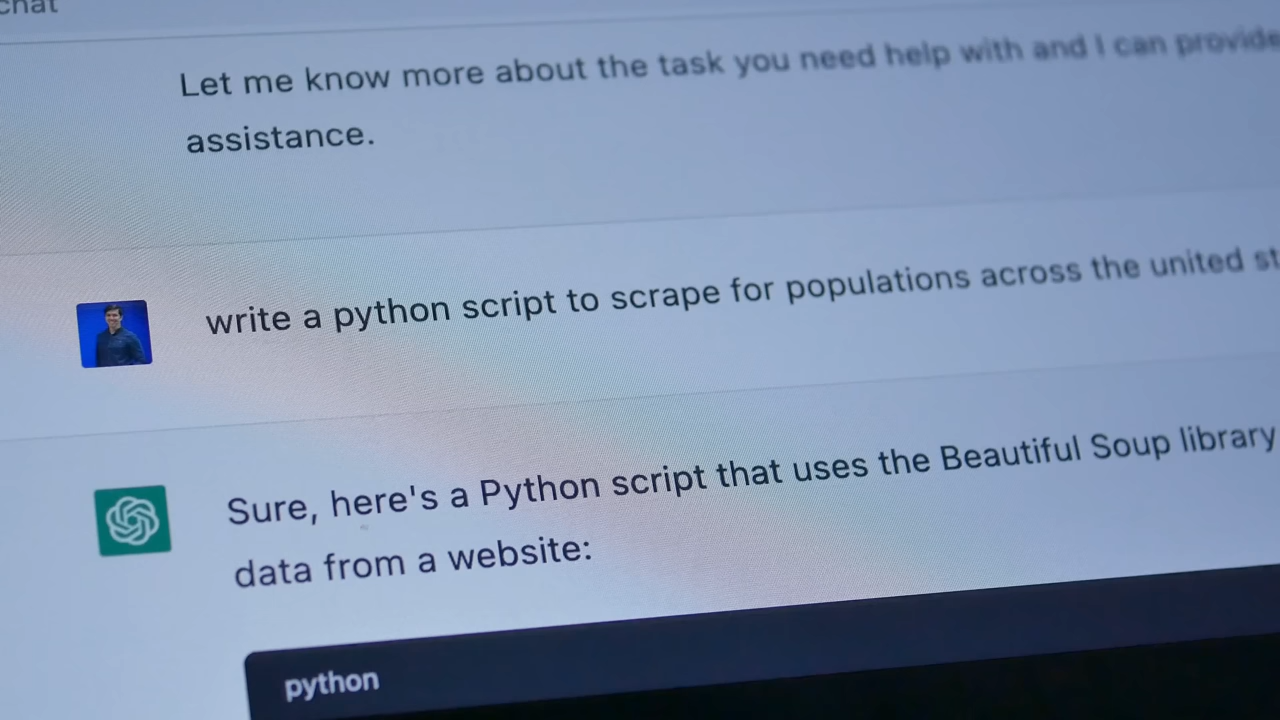 chat
Let me know more about the task you need help with and I can provide
assistance.
write a python script to scrape for populations across the united st
Sure, here's a Python script that uses the Beautiful Soup library
data from a website:
python